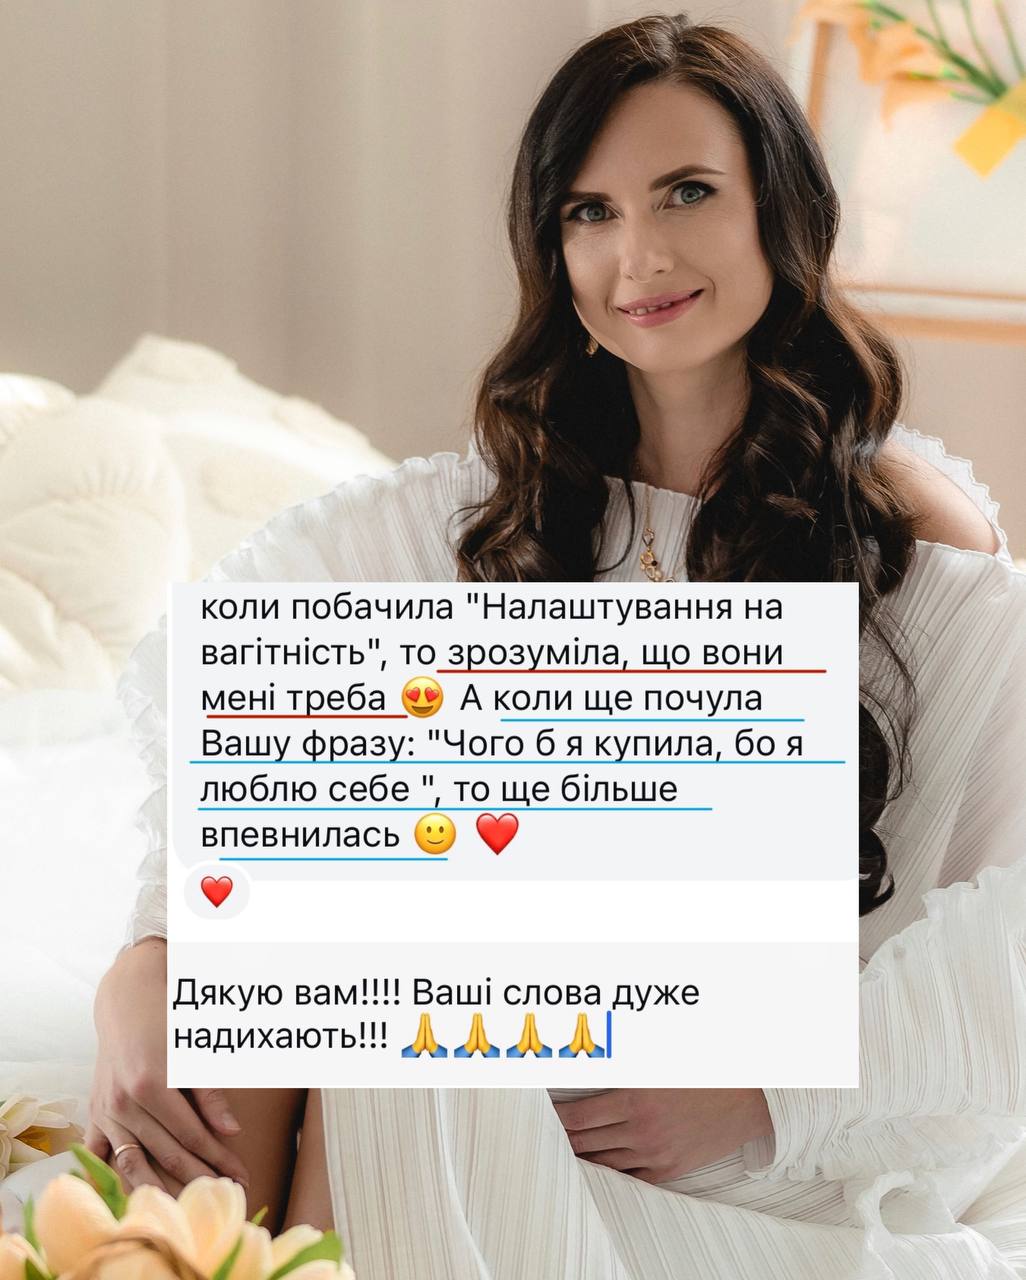 коли побачила "Налаштування на
вагітність", то зрозуміла, що вони
мені треба 😍 А коли ще почула
Вашу фразу: "Чого б я купила, бо я
люблю себе ", то ще більше
впевнилась 🙂 ❤️
❤️
Дякую вам!!!! Ваші слова дуже
надихають!!! 🙏🙏🙏🙏